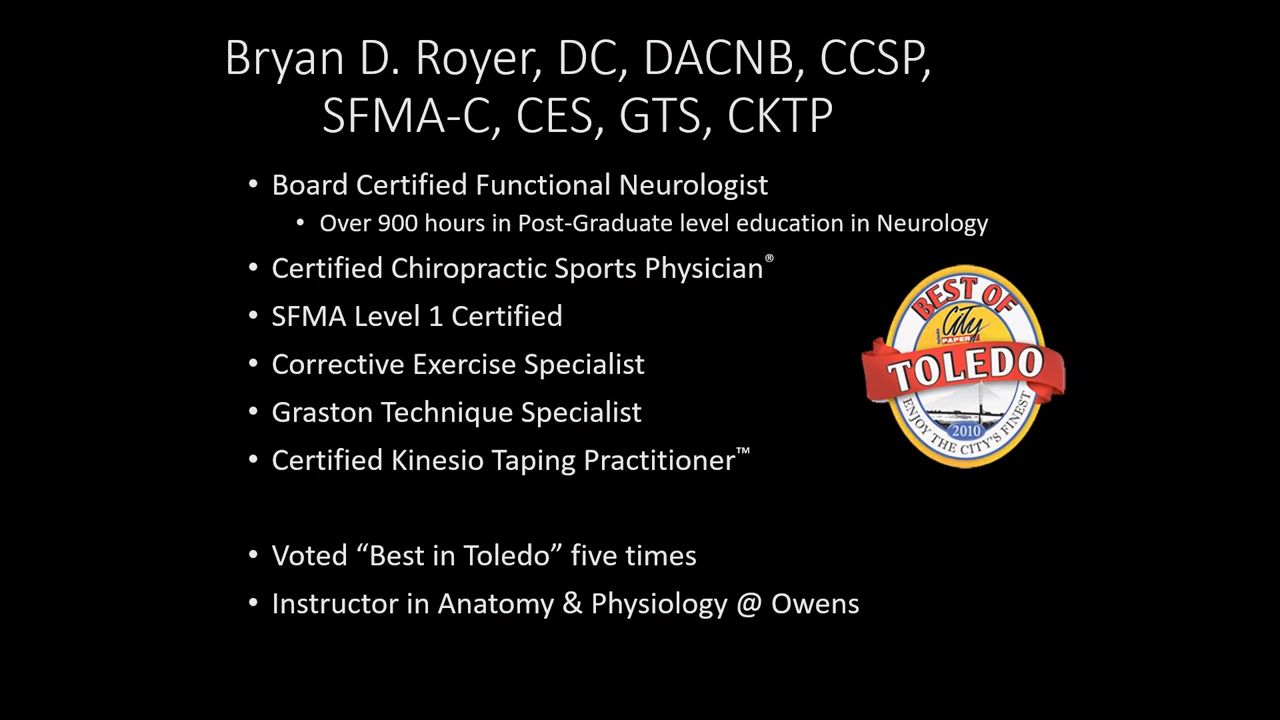 Bryan D. Royer, DC, DACNB, CCSP,
SFMA-C, CES, GTS, CKTP
• Board Certified Functional Neurologist
• Over 900 hours in Post-Graduate level education in Neurology
• Certified Chiropractic Sports Physician®
• SFMA Level 1 Certified
• Corrective Exercise Specialist
• Graston Technique Specialist
• Certified Kinesio Taping Practitioner™
BEST OF
City
PAPER
TOLEDO
2010
ENJOY THE CITY'S FINEST
• Voted “Best in Toledo” five times
• Instructor in Anatomy & Physiology @ Owens